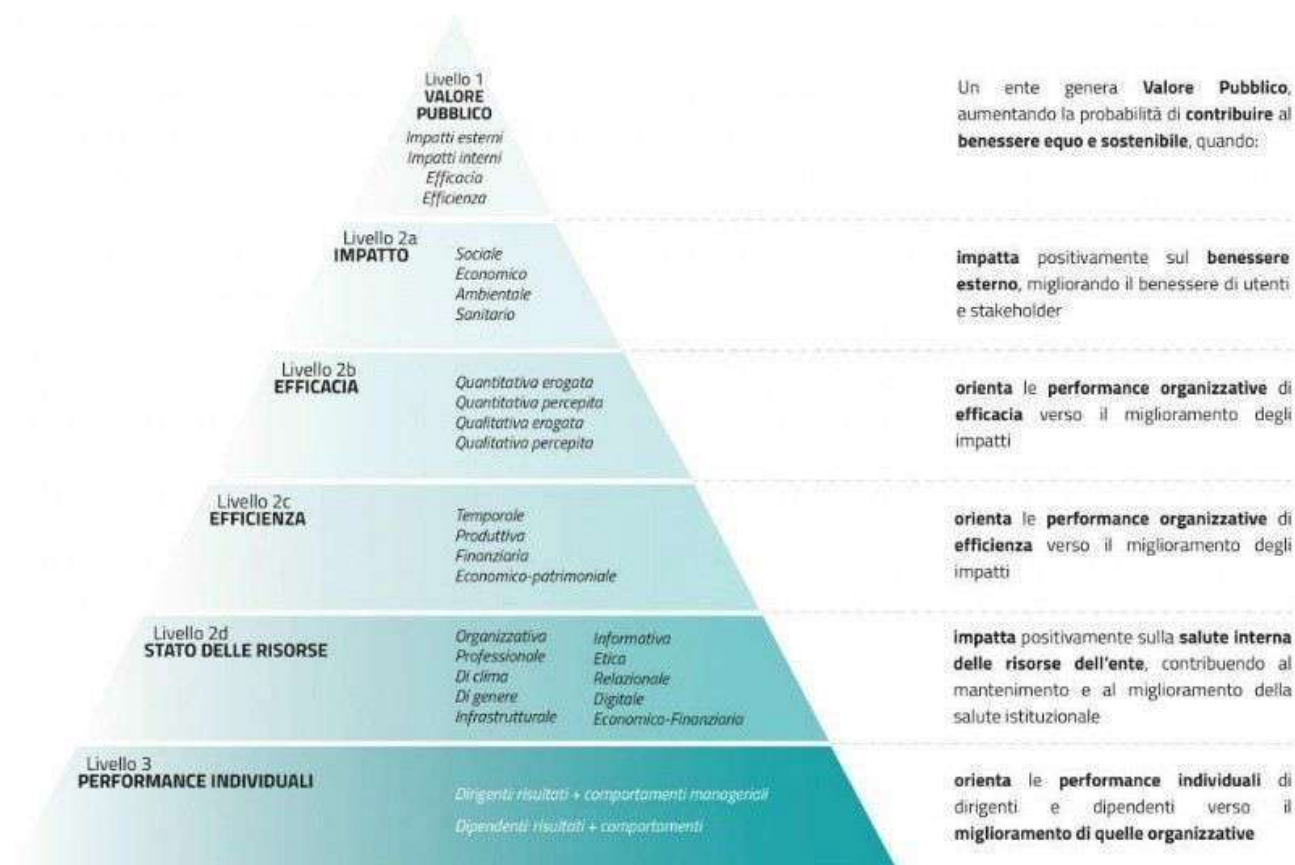 Livello 1
VALORE
PUBBLICO
Impatti esterni
Impatti interni
Efficacia
Efficienza
Un ente genera Valore Pubblico,
aumentando la probabilità di contribuire al
benessere equo e sostenibile, quando:
Livello 2a
IMPATTO
Sociale
Economico
Ambientale
Sanitario
impatta positivamente sul benessere
esterno, migliorando il benessere di utenti
e stakeholder
Livello 2b
EFFICACIA
Quantitativa erogata
Quantitativa percepita
Qualitativa erogata
Qualitativa percepita
orienta le performance organizzative di
efficacia verso il miglioramento degli
impatti
Livello 2c
EFFICIENZA
Temporale
Produttiva
Finanziaria
Economico-patrimoniale
orienta le performance organizzative di
efficienza verso il miglioramento degli
impatti
Livello 2d
STATO DELLE RISORSE
Organizzativa
Professionale
Di clima
Di genere
Infrastrutturale
Informativa
Etica
Relazionale
Digitale
Economico-Finanziaria
impatta positivamente sulla salute interna
delle risorse dell'ente, contribuendo al
mantenimento e al miglioramento della
salute istituzionale
Livello 3
PERFORMANCE INDIVIDUALI
Dirigenti: risultati + comportamenti manageriali
Dipendenti: risultati + comportamenti
orienta le performance individuali di
dirigenti e dipendenti verso il
miglioramento di quelle organizzative